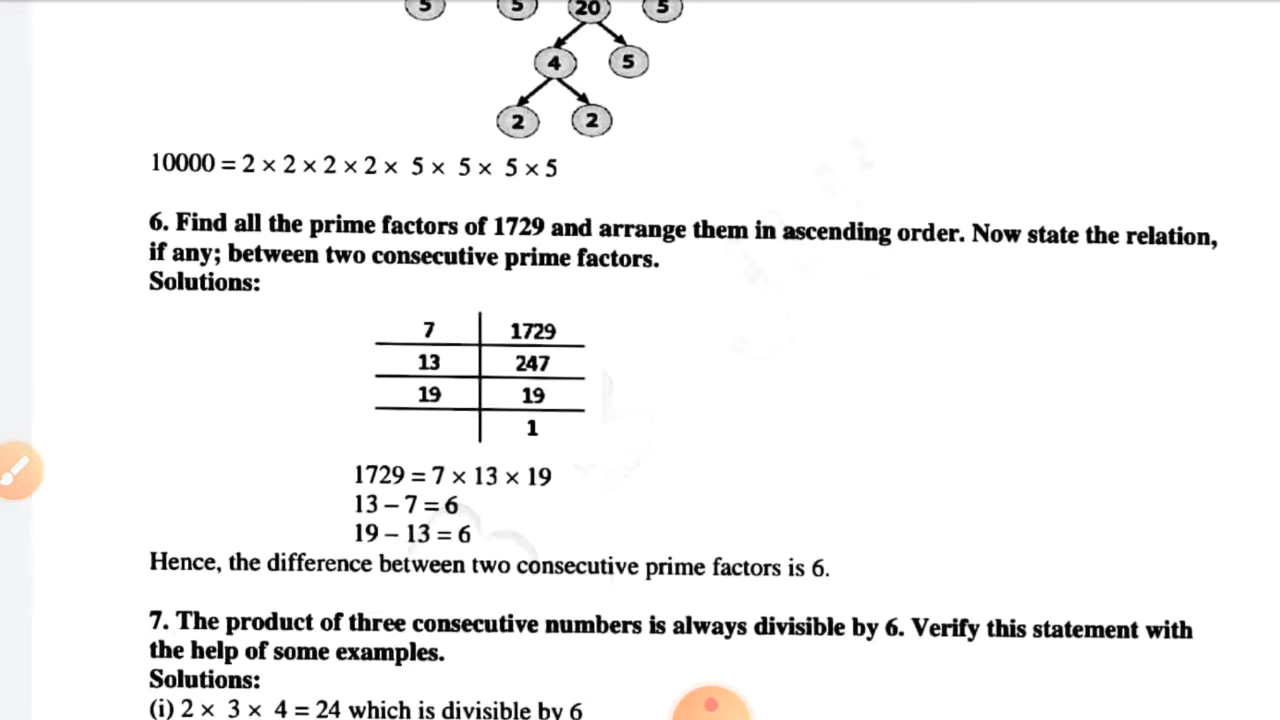 5 5 20 5
4 5
2 2
10000 = 2 × 2 × 2 × 2 × 5 × 5 × 5 × 5
6. Find all the prime factors of 1729 and arrange them in ascending order. Now state the relation,
if any; between two consecutive prime factors.
Solutions:
7 1729
13 247
19 19
1
1729 = 7 × 13 × 19
13 – 7 = 6
19 – 13 = 6
Hence, the difference between two consecutive prime factors is 6.
7. The product of three consecutive numbers is always divisible by 6. Verify this statement with
the help of some examples.
Solutions:
(i) 2 × 3 × 4 = 24 which is divisible by 6